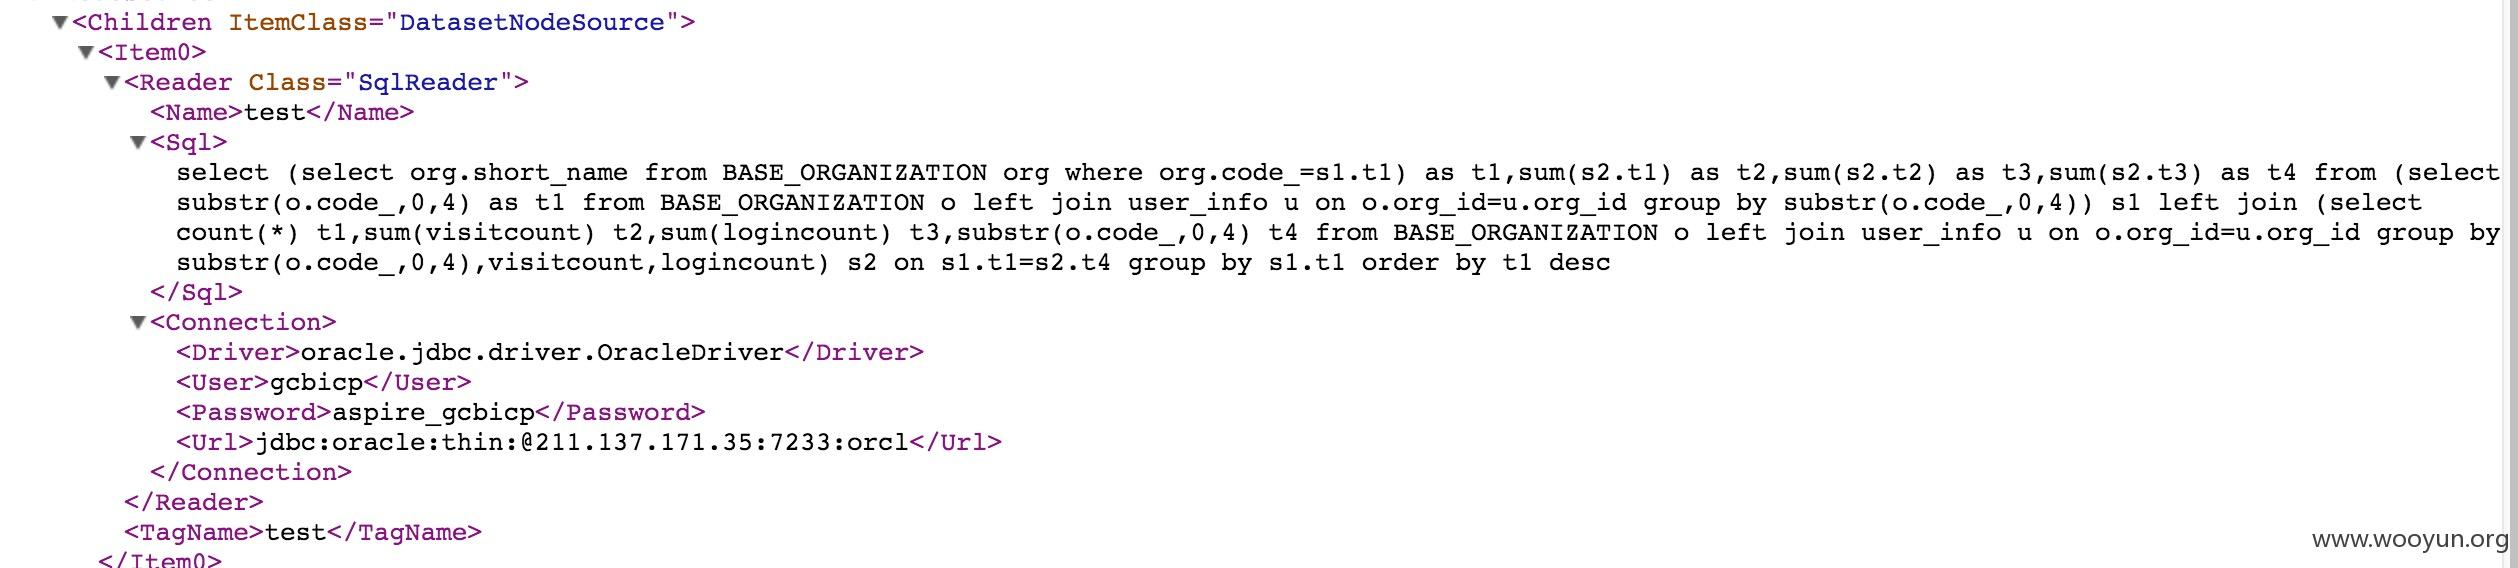 ▼<Children ItemClass="DatasetNodeSource">
▼<Item0>
▼<Reader Class="SqlReader">
<Name>test</Name>
▼<Sql>
select (select org.short_name from BASE_ORGANIZATION org where org.code_=s1.t1) as t1,sum(s2.t1) as t2,sum(s2.t2) as t3,sum(s2.t3) as t4 from (select
substr(o.code_,0,4) as t1 from BASE_ORGANIZATION o left join user_info u on o.org_id=u.org_id group by substr(o.code_,0,4)) s1 left join (select
count(*) t1,sum(visitcount) t2,sum(logincount) t3,substr(o.code_,0,4) t4 from BASE_ORGANIZATION o left join user_info u on o.org_id=u.org_id group by
substr(o.code_,0,4),visitcount,logincount) s2 on s1.t1=s2.t4 group by s1.t1 order by t1 desc
</Sql>
▼<Connection>
<Driver>oracle.jdbc.driver.OracleDriver</Driver>
<User>gcbicp</User>
<Password>aspire_gcbicp</Password>
<Url>jdbc:oracle:thin:@211.137.171.35:7233:orcl</Url>
</Connection>
</Reader>
<TagName>test</TagName>
</Item0>
www.wooyun.org